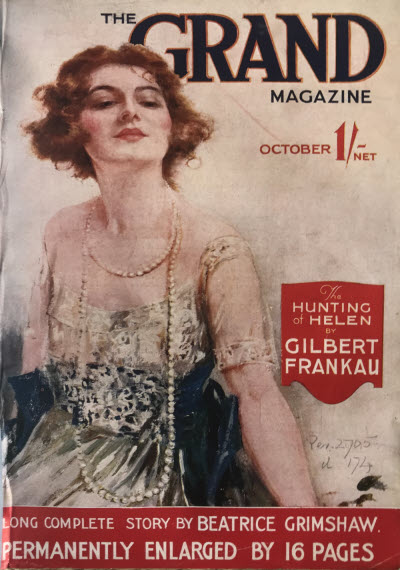 THE
GRAND
MAGAZINE
OCTOBER 1/- NET
The
HUNTING
of HELEN
BY
GILBERT
FRANKAU
LONG COMPLETE STORY BY BEATRICE GRIMSHAW.
PERMANENTLY ENLARGED BY 16 PAGES